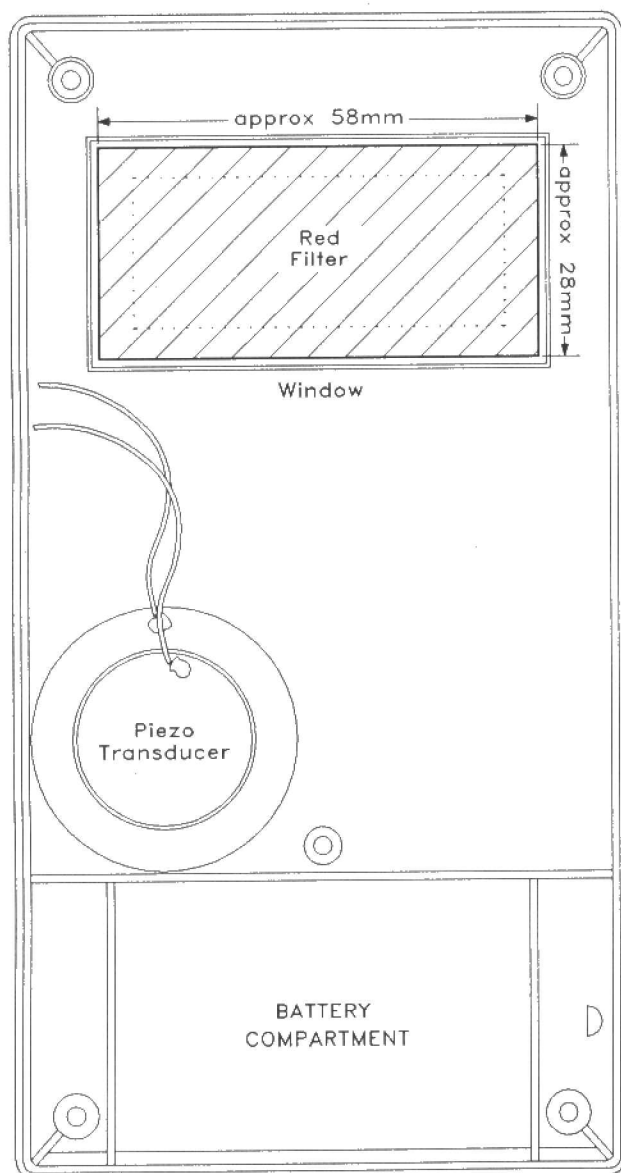 approx 58mm
approx 28mm
Red
Filter
Window
Piezo
Transducer
BATTERY
COMPARTMENT